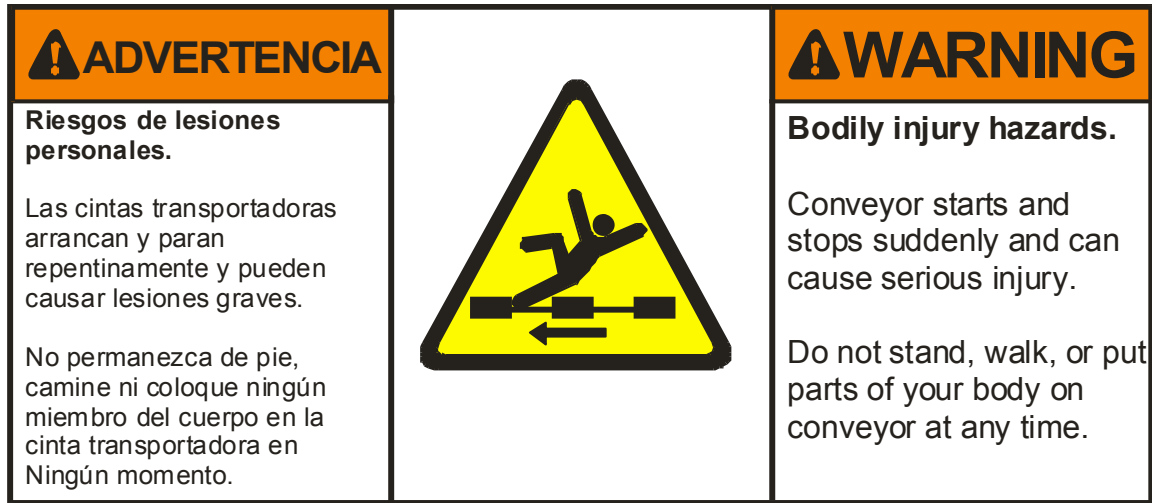 ADVERTENCIA
Riesgos de lesiones
personales.
Las cintas transportadoras
arrancan y paran
repentinamente y pueden
causar lesiones graves.
No permanezca de pie,
camine ni coloque ningún
miembro del cuerpo en la
cinta transportadora en
Ningún momento.
WARNING
Bodily injury hazards.
Conveyor starts and
stops suddenly and can
cause serious injury.
Do not stand, walk, or put
parts of your body on
conveyor at any time.